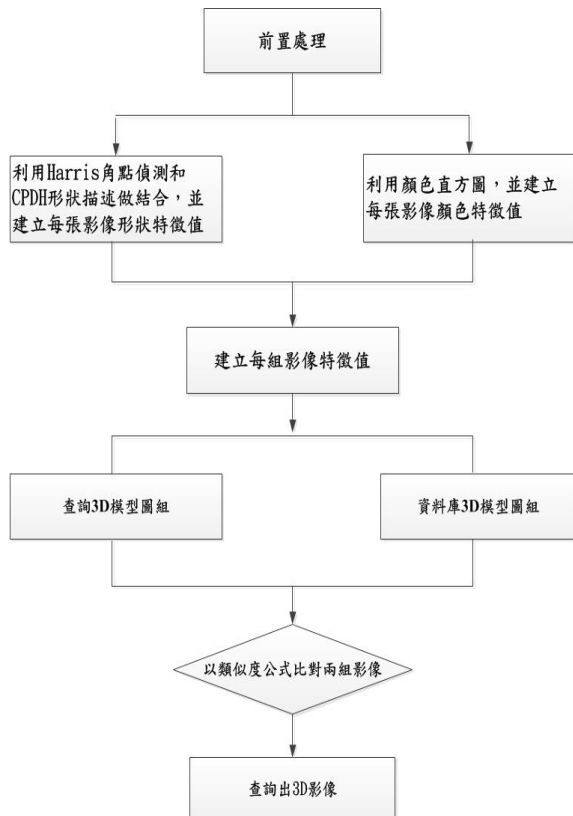 前置處理
利用Harris角點偵測和
CPDH形狀描述做結合，並
建立每張影像形狀特徵值
利用顏色直方圖，並建立
每張影像顏色特徵值
建立每組影像特徵值
查詢3D模型圖組
資料庫3D模型圖組
以類似度公式比對兩組影像
查詢出3D影像